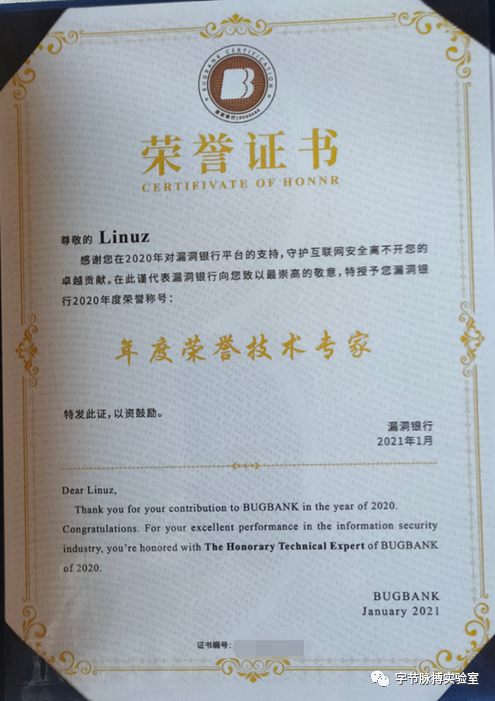 BUGBANK CERTIFICATION
B
荣誉证书
CERTIFIVATE OF HONNR
尊敬的 Linuz
感谢您在2020年对漏洞银行平台的支持,守护互联网安全离不开您的
卓越贡献。在此谨代表漏洞银行向您致以最崇高的敬意,特授予您漏洞银
行2020年度荣誉称号:
年度荣誉技术专家
特发此证,以资鼓励。
漏洞银行
2021年1月
Dear Linuz,
Thank you for your contribution to BUGBANK in the year of 2020.
Congratulations. For your excellent performance in the information security
industry, you're honored with The Honorary Technical Expert of BUGBANK
of 2020.
BUGBANK
January 2021
证书编号:
字节脉搏实验室